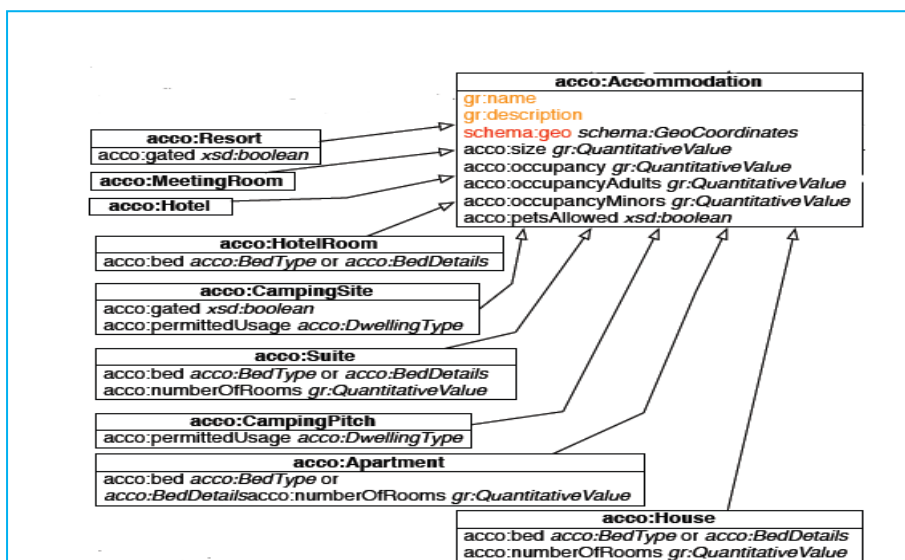 acco:Accommodation
gr:name
gr:description
schema:geo schema:GeoCoordinates
acco:size gr:QuantitativeValue
acco:occupancy gr:QuantitativeValue
acco:occupancyAdults gr:QuantitativeValue
acco:occupancyMinors gr:QuantitativeValue
acco:petsAllowed xsd:boolean
acco:Resort
acco:gated xsd:boolean
acco:MeetingRoom
acco:Hotel
acco:HotelRoom
acco:bed acco:BedType or acco:BedDetails
acco:CampingSite
acco:gated xsd:boolean
acco:permittedUsage acco:DwellingType
acco:Suite
acco:bed acco:BedType or acco:BedDetails
acco:numberOfRooms gr:QuantitativeValue
acco:CampingPitch
acco:permittedUsage acco:DwellingType
acco:Apartment
acco:bed acco:BedType or
acco:BedDetailsacco:numberOfRooms gr:QuantitativeValue
acco:House
acco:bed acco:BedType or acco:BedDetails
acco:numberOfRooms gr:QuantitativeValue